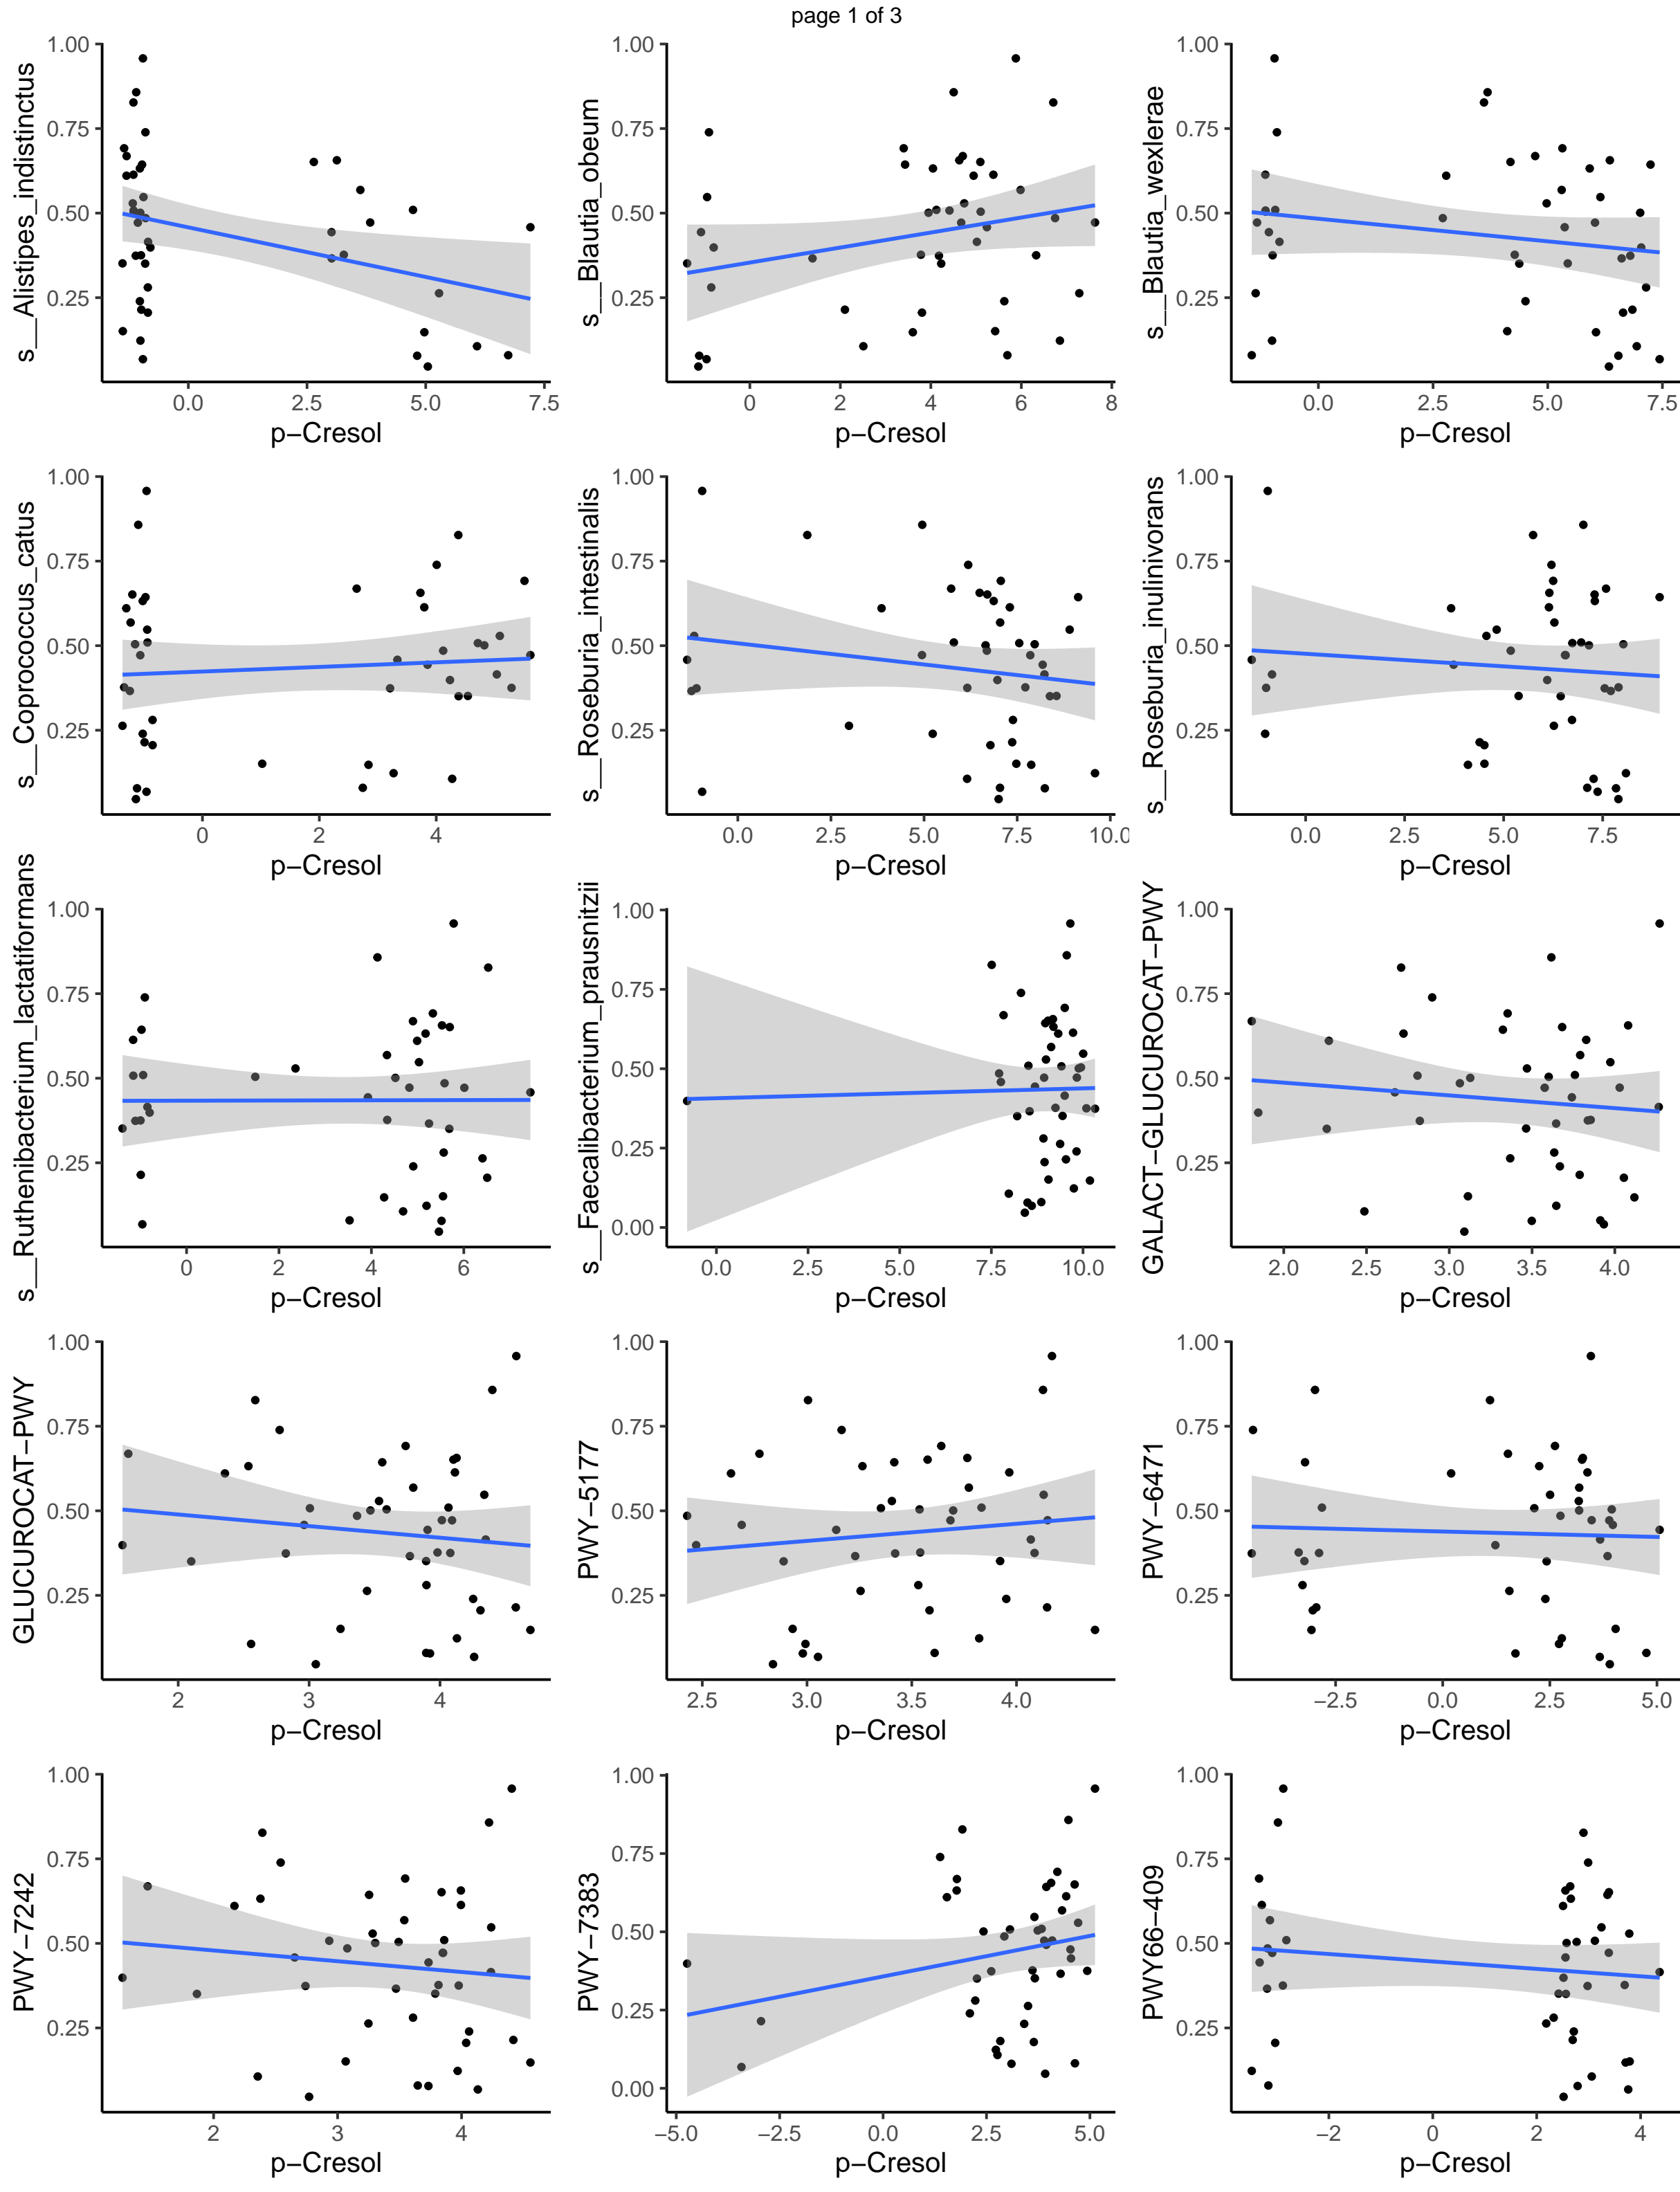 page 1 of 3
s__Alistipes_indistinctus
1.00
0.75
0.50
0.25
0.0 2.5 5.0 7.5
p−Cresol
s__Blautia_obeum
1.00
0.75
0.50
0.25
0 2 4 6 8
p−Cresol
s__Blautia_wexlerae
1.00
0.75
0.50
0.25
0.0 2.5 5.0 7.5
p−Cresol
s__Coprococcus_catus
1.00
0.75
0.50
0.25
0 2 4
p−Cresol
s__Roseburia_intestinalis
1.00
0.75
0.50
0.25
0.0 2.5 5.0 7.5 10.0
p−Cresol
s__Roseburia_inulinivorans
1.00
0.75
0.50
0.25
0.0 2.5 5.0 7.5
p−Cresol
s__Ruthenibacterium_lactatiformans
1.00
0.75
0.50
0.25
0 2 4 6
p−Cresol
s__Faecalibacterium_prausnitzii
1.00
0.75
0.50
0.25
0.00
0.0 2.5 5.0 7.5 10.0
p−Cresol
GALACT−GLUCUROCAT−PWY
1.00
0.75
0.50
0.25
2.0 2.5 3.0 3.5 4.0
p−Cresol
GLUCUROCAT−PWY
1.00
0.75
0.50
0.25
2 3 4
p−Cresol
PWY−5177
1.00
0.75
0.50
0.25
2.5 3.0 3.5 4.0
p−Cresol
PWY−6471
1.00
0.75
0.50
0.25
−2.5 0.0 2.5 5.0
p−Cresol
PWY−7242
1.00
0.75
0.50
0.25
2 3 4
p−Cresol
PWY−7383
1.00
0.75
0.50
0.25
0.00
−5.0 −2.5 0.0 2.5 5.0
p−Cresol
PWY66−409
1.00
0.75
0.50
0.25
−2 0 2 4
p−Cresol